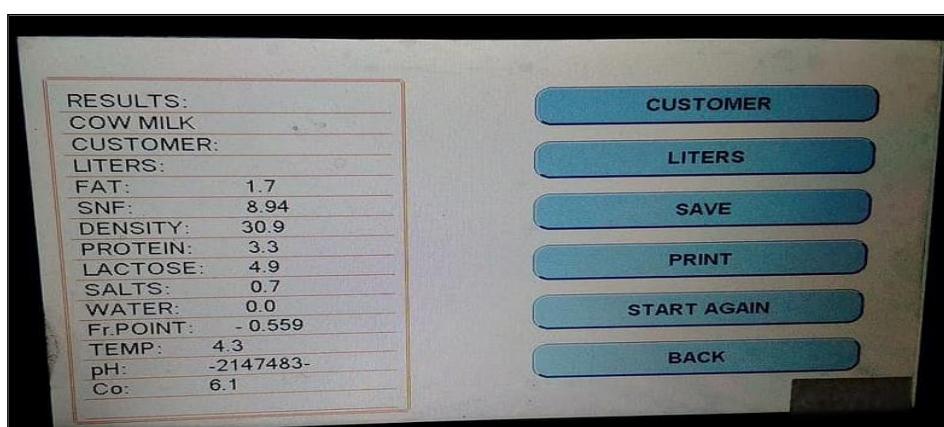 RESULTS:
COW MILK
CUSTOMER:
LITERS:
FAT: 1.7
SNF: 8.94
DENSITY: 30.9
PROTEIN: 3.3
LACTOSE: 4.9
SALTS: 0.7
WATER: 0.0
Fr.POINT: - 0.559
TEMP: 4.3
pH: -2147483-
Co: 6.1
CUSTOMER
LITERS
SAVE
PRINT
START AGAIN
BACK